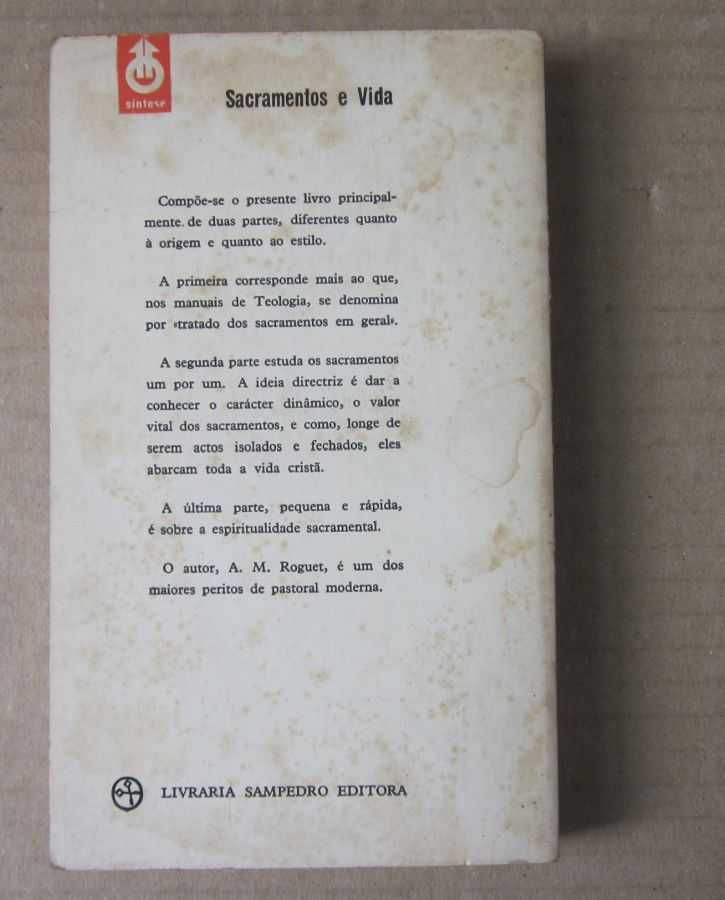 síntese
Sacramentos e Vida
Compõe-se o presente livro principal-
mente de duas partes, diferentes quanto
à origem e quanto ao estilo.
A primeira corresponde mais ao que,
nos manuais de Teologia, se denomina
por «tratado dos sacramentos em geral».
A segunda parte estuda os sacramentos
um por um. A ideia directriz é dar a
conhecer o carácter dinâmico, o valor
vital dos sacramentos, e como, longe de
serem actos isolados e fechados, eles
abarcam toda a vida cristã.
A última parte, pequena e rápida,
é sobre a espiritualidade sacramental.
O autor, A. M. Roguet, é um dos
maiores peritos de pastoral moderna.
LIVRARIA SAMPEDRO EDITORA